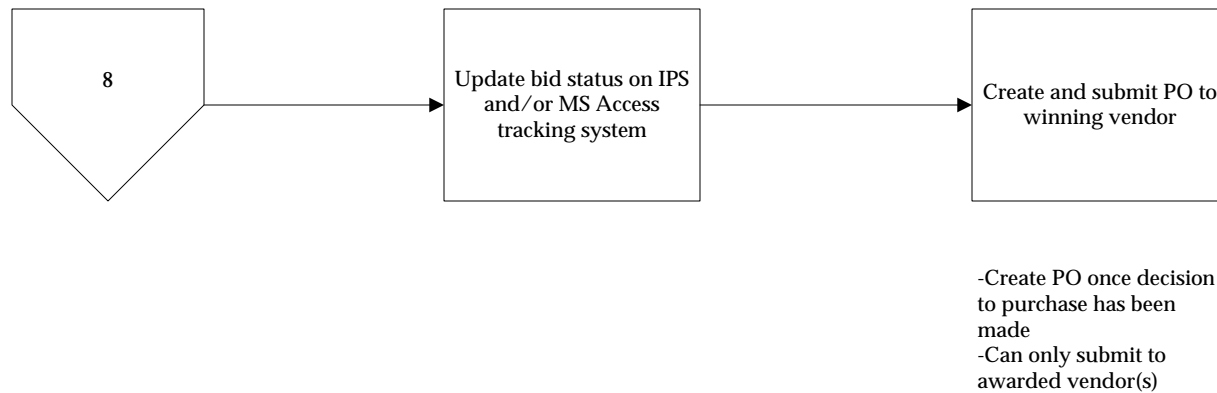 8
Update bid status on IPS
and/or MS Access
tracking system
Create and submit PO to
winning vendor
-Create PO once decision
to purchase has been
made
-Can only submit to
awarded vendor(s)